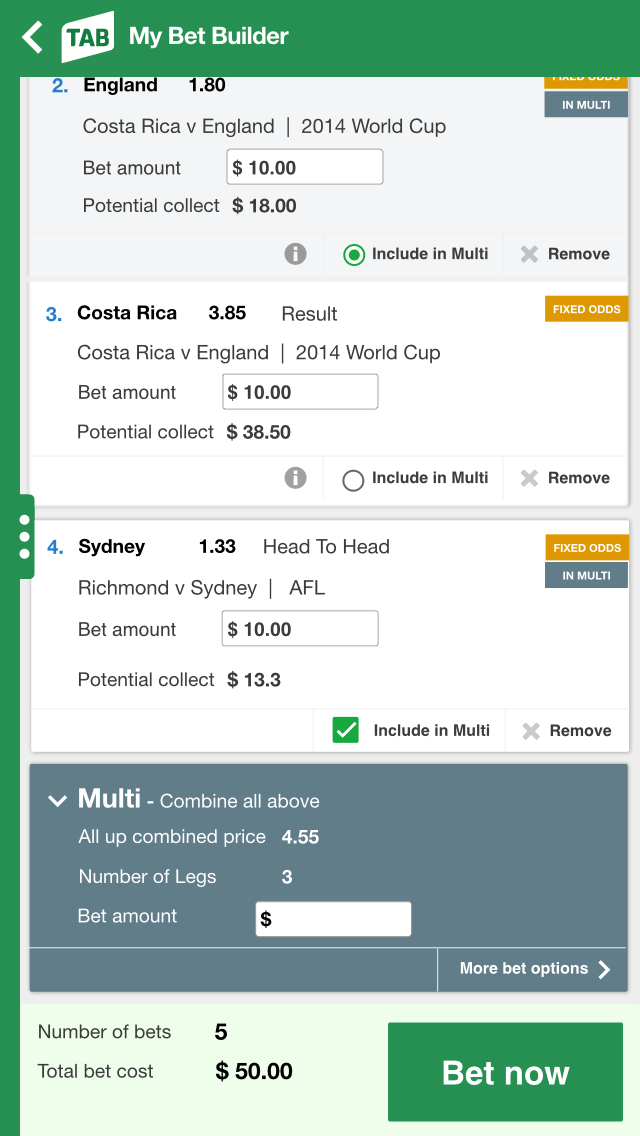 TAB My Bet Builder
2. England 1.80 FIXED ODDS
IN MULTI
Costa Rica v England | 2014 World Cup
Bet amount $ 10.00
Potential collect $ 18.00
i Include in Multi Remove
3. Costa Rica 3.85 Result FIXED ODDS
Costa Rica v England | 2014 World Cup
Bet amount $ 10.00
Potential collect $ 38.50
i Include in Multi Remove
4. Sydney 1.33 Head To Head FIXED ODDS
IN MULTI
Richmond v Sydney | AFL
Bet amount $ 10.00
Potential collect $ 13.3
Include in Multi Remove
Multi - Combine all above
All up combined price 4.55
Number of Legs 3
Bet amount $
More bet options
Number of bets 5
Total bet cost $ 50.00
Bet now